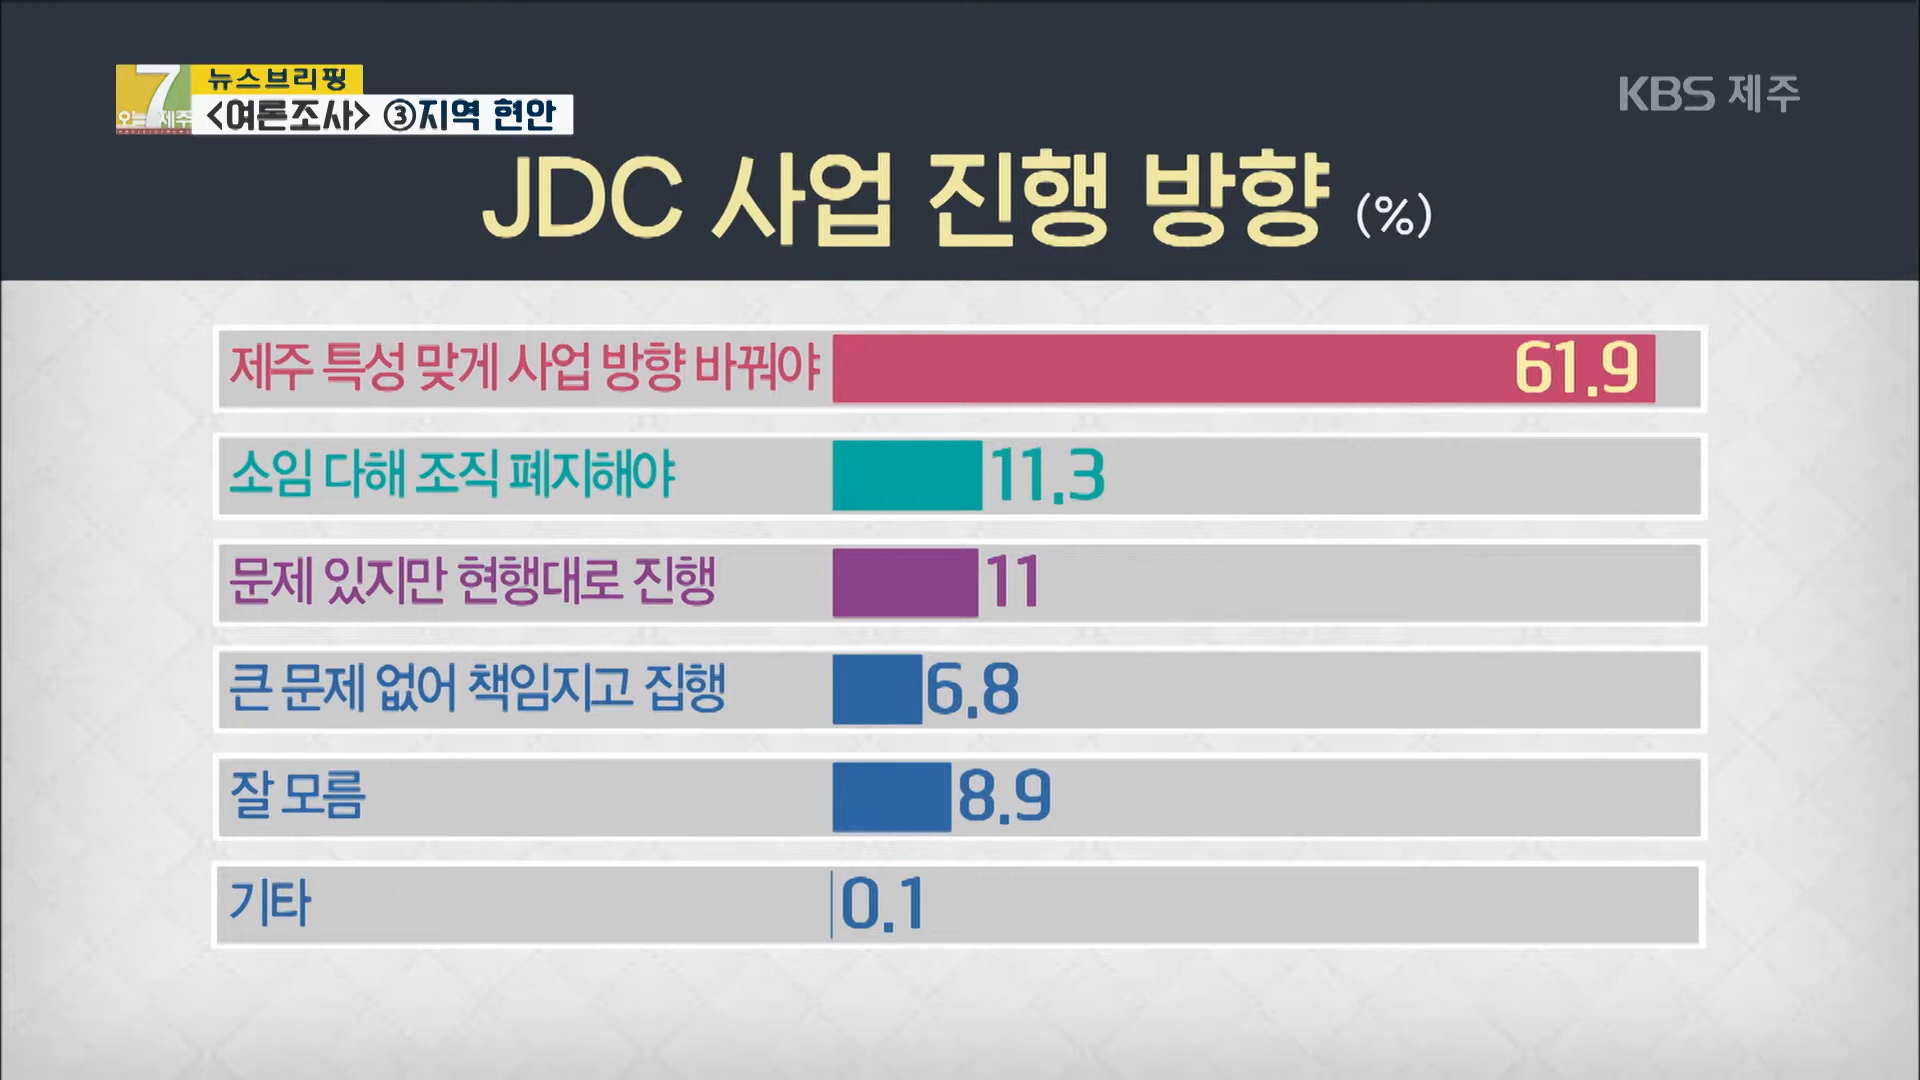 뉴스브리핑
7
오늘 제주
<여론조사> ③지역 현안
KBS 제주
JDC 사업 진행 방향 (%)
제주 특성 맞게 사업 방향 바꿔야 61.9
소임 다해 조직 폐지해야 11.3
문제 있지만 현행대로 진행 11
큰 문제 없어 책임지고 집행 6.8
잘 모름 8.9
기타 0.1